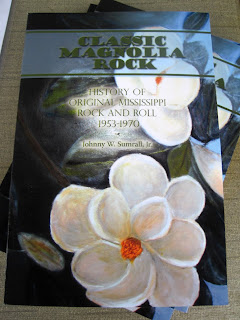 CLASSIC
MAGNOLIA
ROCK
HISTORY OF
ORIGINAL MISSISSIPPI
ROCK AND ROLL
1953-1970
Johnny W. Sumrall, Jr.